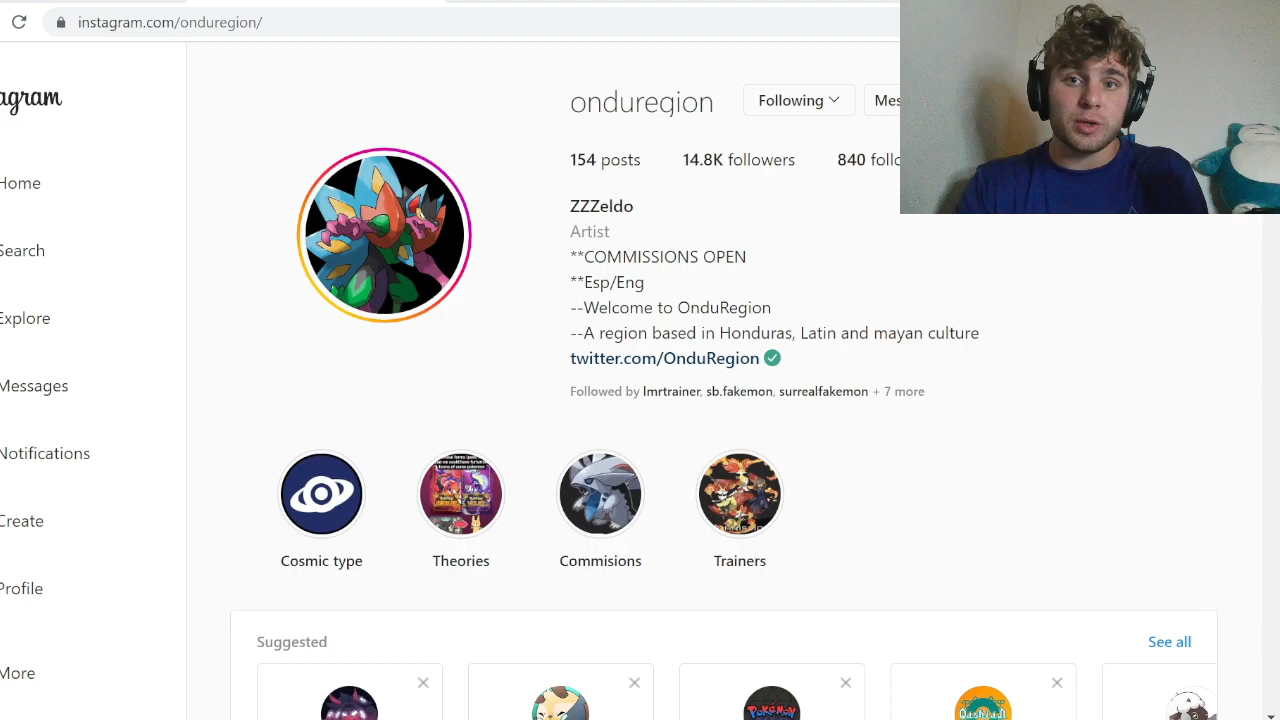 instagram.com/onduregion/
agram
onduregion
Following
Mes
154 posts
14.8K followers
840 follo
Home
ZZZeldo
Artist
**COMMISSIONS OPEN
**Esp/Eng
--Welcome to OnduRegion
--A region based in Honduras, Latin and mayan culture
twitter.com/OnduRegion
Followed by lmrtrainer, sb.fakemon, surrealfakemon + 7 more
Search
Explore
Messages
Notifications
Create
Profile
More
Cosmic type
Theories
Commisions
Trainers
Suggested
See all
POKÉMON